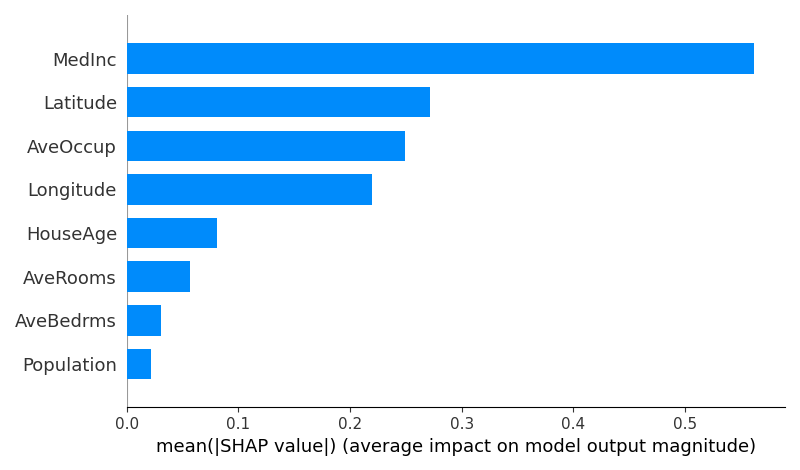 MedInc
Latitude
AveOccup
Longitude
HouseAge
AveRooms
AveBedrms
Population
0.0 0.1 0.2 0.3 0.4 0.5
mean(|SHAP value|) (average impact on model output magnitude)